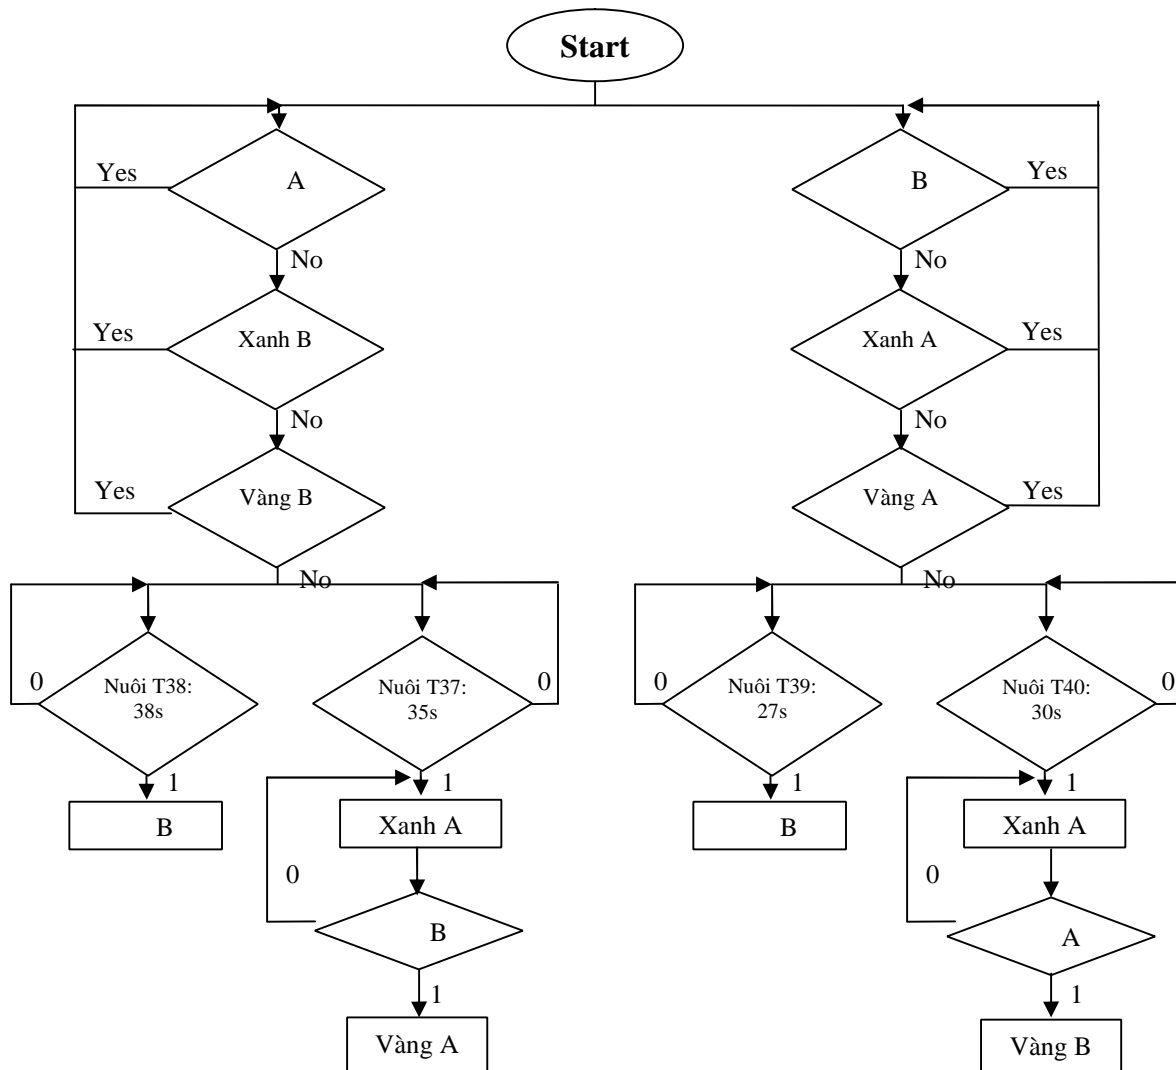 Start
Yes
A
B
Yes
No
No
Yes
Xanh B
Xanh A
Yes
No
No
Yes
Vàng B
Vàng A
Yes
No
No
0
Nuôi T38:
38s
Nuôi T37:
35s
0
0
Nuôi T39:
27s
Nuôi T40:
30s
0
1
1
1
1
B
Xanh A
B
Xanh A
0
0
B
A
1
1
Vàng A
Vàng B